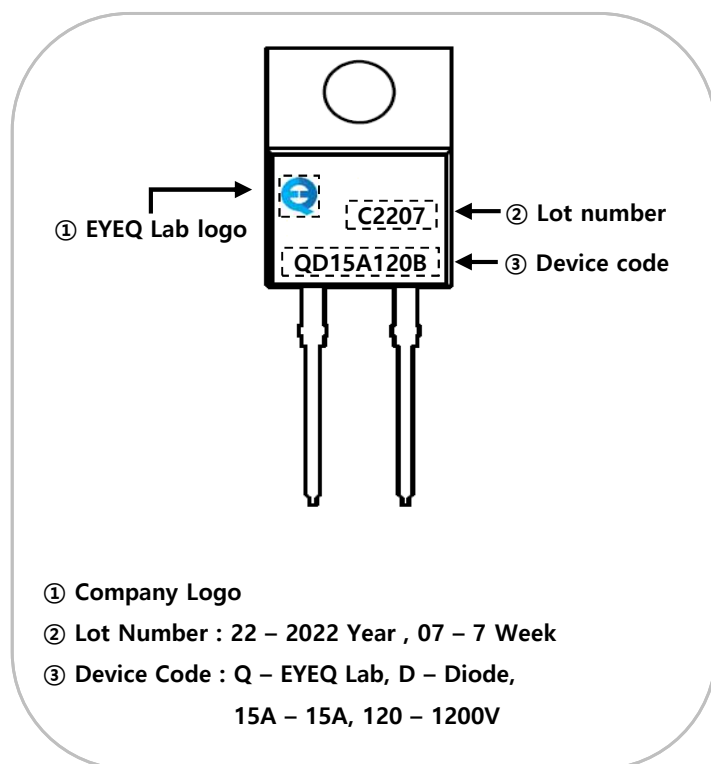 ① EYEQ Lab logo
C2207
② Lot number
QD15A120B
③ Device code
① Company Logo
② Lot Number : 22 – 2022 Year , 07 – 7 Week
③ Device Code : Q – EYEQ Lab, D – Diode,
15A – 15A, 120 – 1200V